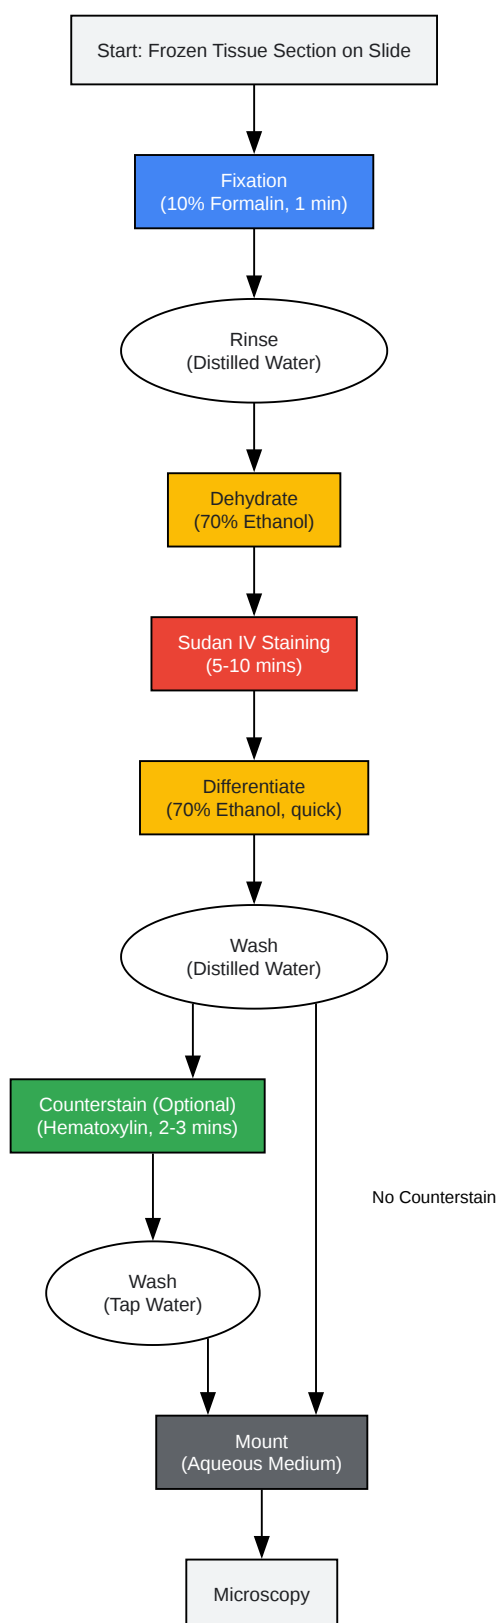 Start: Frozen Tissue Section on Slide
Fixation
(10% Formalin, 1 min)
Rinse
(Distilled Water)
Dehydrate
(70% Ethanol)
Sudan IV Staining
(5-10 mins)
Differentiate
(70% Ethanol, quick)
Wash
(Distilled Water)
Counterstain (Optional)
(Hematoxylin, 2-3 mins)
No Counterstain
Wash
(Tap Water)
Mount
(Aqueous Medium)
Microscopy